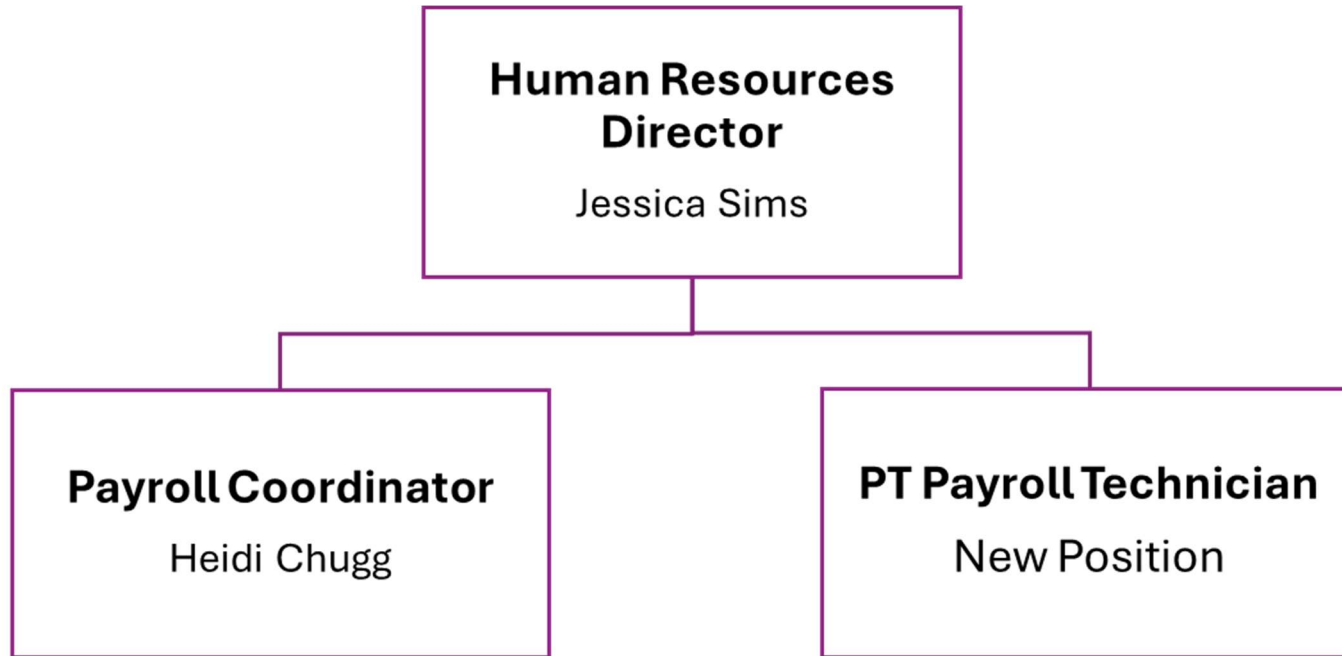 Human Resources
Director
Jessica Sims
Payroll Coordinator
Heidi Chugg
PT Payroll Technician
New Position